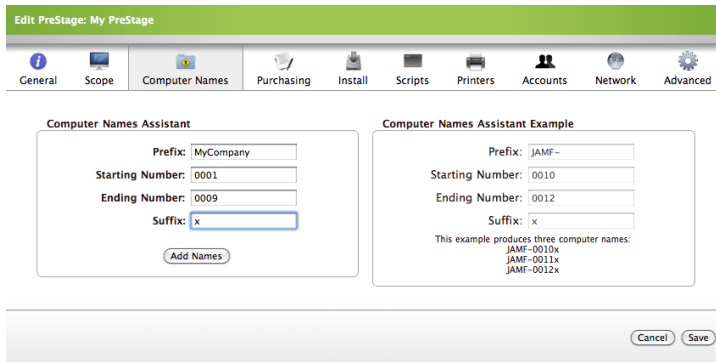 Edit PreStage: My PreStage
General Scope Computer Names Purchasing Install Scripts Printers Accounts Network Advanced
Computer Names Assistant
Prefix: MyCompany
Starting Number: 0001
Ending Number: 0009
Suffix: x
Add Names
Computer Names Assistant Example
Prefix: JAMF-
Starting Number: 0010
Ending Number: 0012
Suffix: x
This example produces three computer names:
JAMF-0010x
JAMF-0011x
JAMF-0012x
Cancel Save